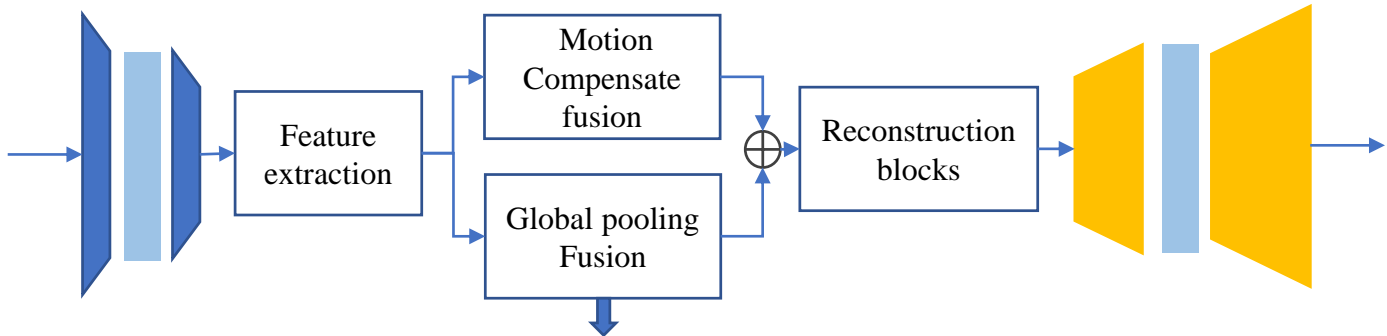 Feature
extraction
Motion
Compensate
fusion
Global pooling
Fusion
Reconstruction
blocks